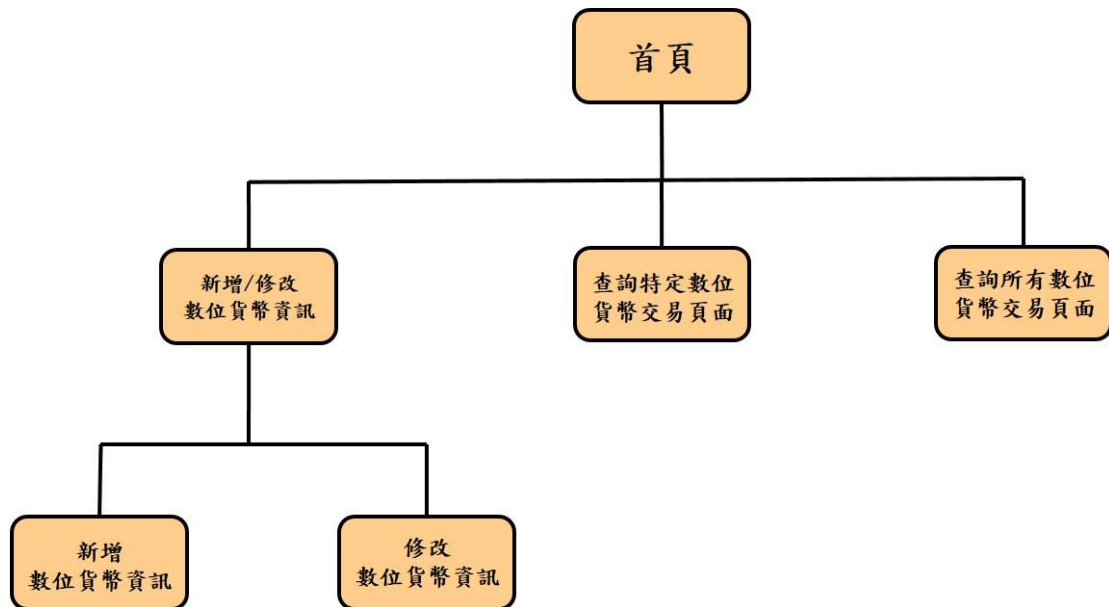 首頁
新增/修改
數位貨幣資訊
查詢特定數位
貨幣交易頁面
查詢所有數位
貨幣交易頁面
新增
數位貨幣資訊
修改
數位貨幣資訊